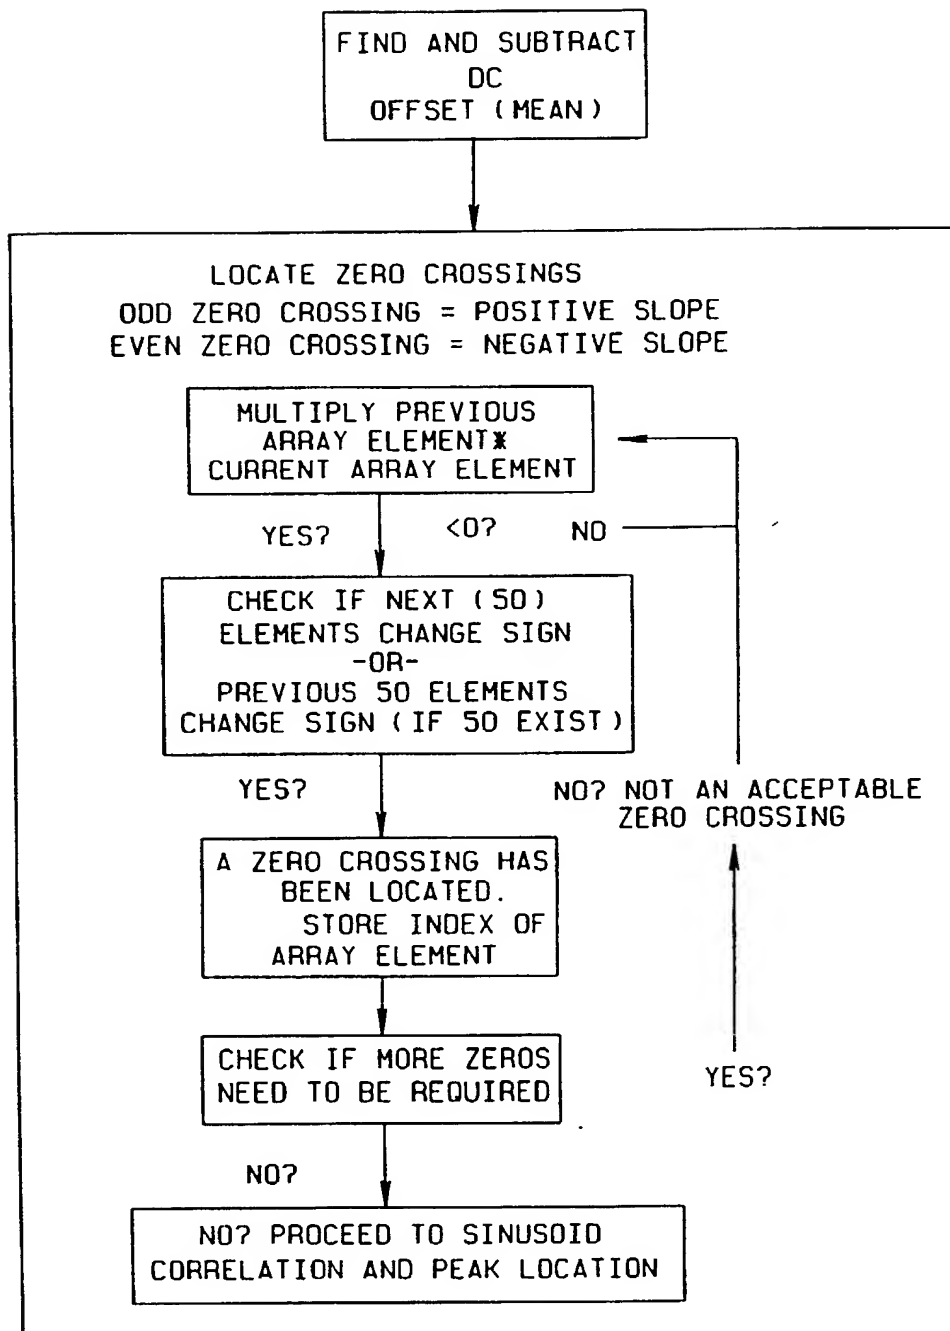 FIND AND SUBTRACT
DC
OFFSET (MEAN)
LOCATE ZERO CROSSINGS
ODD ZERO CROSSING = POSITIVE SLOPE
EVEN ZERO CROSSING = NEGATIVE SLOPE
MULTIPLY PREVIOUS
ARRAY ELEMENT*
CURRENT ARRAY ELEMENT
YES? <0? NO
CHECK IF NEXT (50)
ELEMENTS CHANGE SIGN
-OR-
PREVIOUS 50 ELEMENTS
CHANGE SIGN (IF 50 EXIST)
YES?
NO? NOT AN ACCEPTABLE
ZERO CROSSING
A ZERO CROSSING HAS
BEEN LOCATED.
STORE INDEX OF
ARRAY ELEMENT
CHECK IF MORE ZEROS
NEED TO BE REQUIRED
YES?
NO?
NO? PROCEED TO SINUSOID
CORRELATION AND PEAK LOCATION